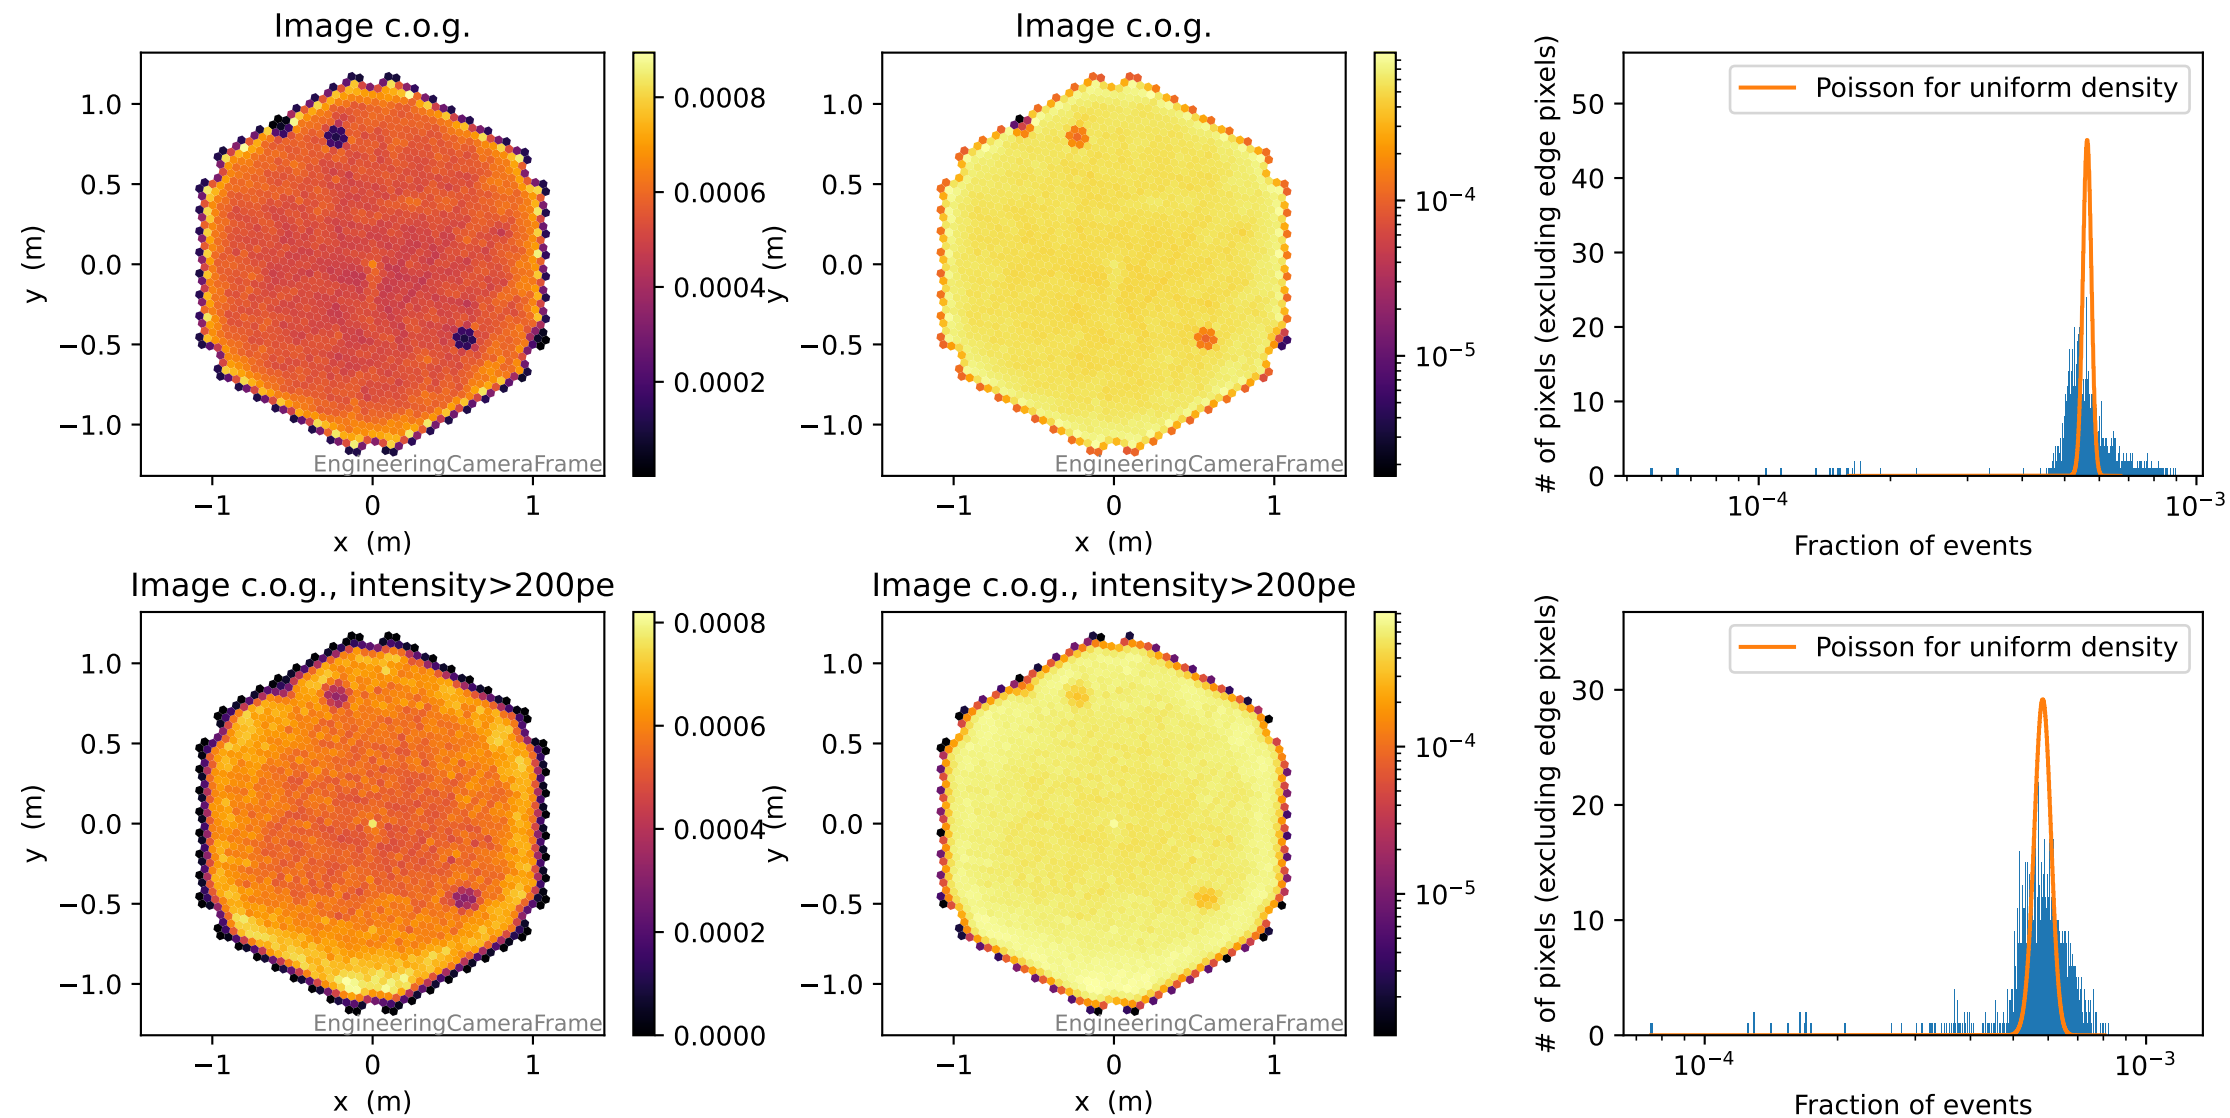 Image c.o.g.
1.0
0.5
0.0
−0.5
−1.0
y (m)
−1 0 1
x (m)
EngineeringCameraFrame
0.0008
0.0006
0.0004
0.0002
Image c.o.g.
1.0
0.5
0.0
−0.5
−1.0
y (m)
−1 0 1
x (m)
EngineeringCameraFrame
10⁻⁴
10⁻⁵
# of pixels (excluding edge pixels)
50
40
30
20
10
0
Poisson for uniform density
10⁻⁴ 10⁻³
Fraction of events
Image c.o.g., intensity>200pe
1.0
0.5
0.0
−0.5
−1.0
y (m)
−1 0 1
x (m)
EngineeringCameraFrame
0.0008
0.0006
0.0004
0.0002
0.0000
Image c.o.g., intensity>200pe
1.0
0.5
0.0
−0.5
−1.0
y (m)
−1 0 1
x (m)
EngineeringCameraFrame
10⁻⁴
10⁻⁵
# of pixels (excluding edge pixels)
30
20
10
0
Poisson for uniform density
10⁻⁴ 10⁻³
Fraction of events